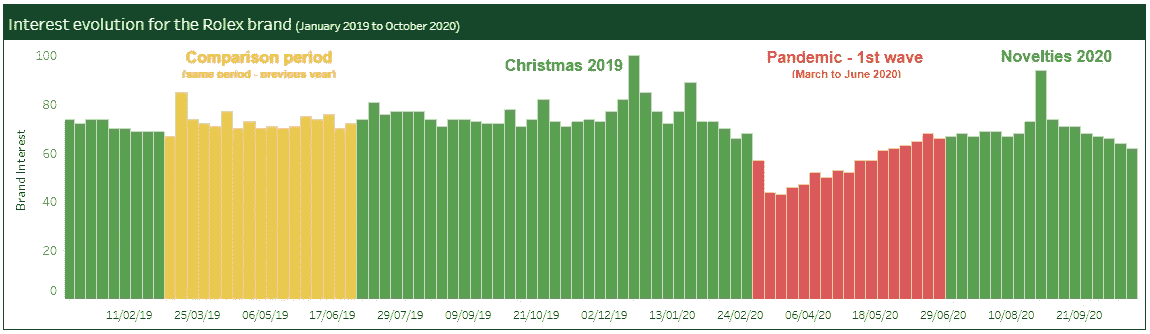 Interest evolution for the Rolex brand (January 2019 to October 2020)
Comparison period
(same period - previous year)
Christmas 2019
Pandemic - 1st wave
(March to June 2020)
Novelties 2020
Brand Interest
100
80
60
40
20
0
11/02/19 25/03/19 06/05/19 17/06/19 29/07/19 09/09/19 21/10/19 02/12/19 13/01/20 24/02/20 06/04/20 18/05/20 29/06/20 10/08/20 21/09/20